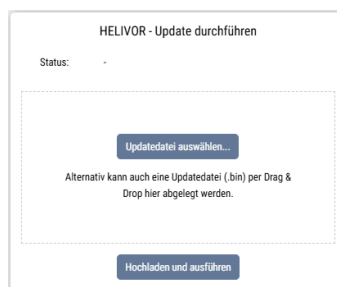 HELIVOR - Update durchführen
Status: -
Updatedatei auswählen...
Alternativ kann auch eine Updatedatei (.bin) per Drag &
Drop hier abgelegt werden.
Hochladen und ausführen